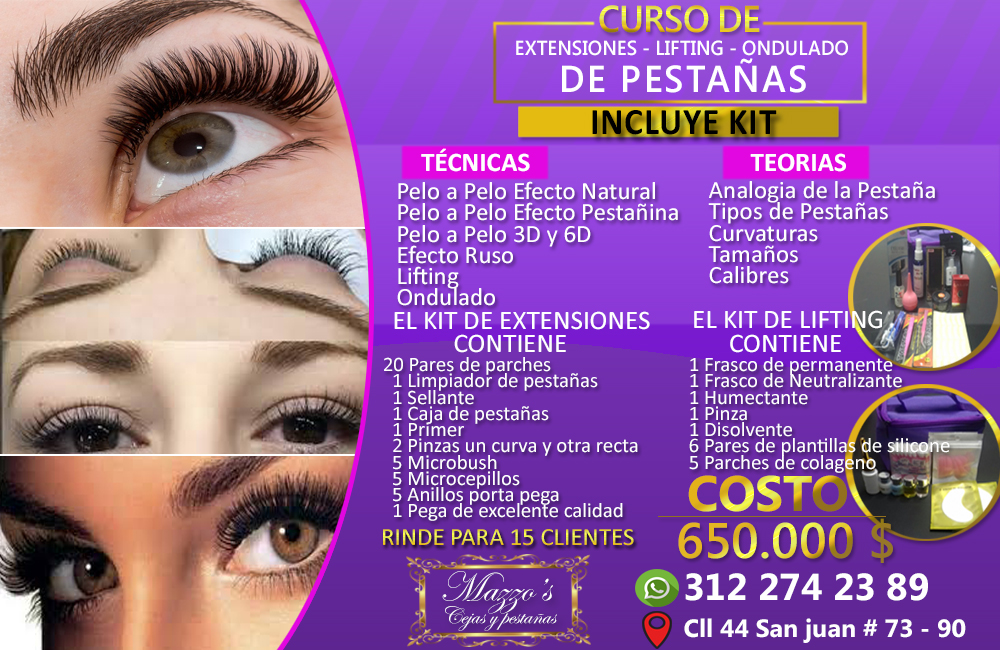 CURSO DE
EXTENSIONES - LIFTING - ONDULADO
DE PESTAÑAS
INCLUYE KIT
TÉCNICAS
Pelo a Pelo Efecto Natural
Pelo a Pelo Efecto Pestañina
Pelo a Pelo 3D y 6D
Efecto Ruso
Lifting
Ondulado
TEORIAS
Analogia de la Pestaña
Tipos de Pestañas
Curvaturas
Tamaños
Calibres
EL KIT DE EXTENSIONES
CONTIENE
20 Pares de parches
1 Limpiador de pestañas
1 Sellante
1 Caja de pestañas
1 Primer
2 Pinzas un curva y otra recta
5 Microbush
5 Microcepillos
5 Anillos porta pega
1 Pega de excelente calidad
RINDE PARA 15 CLIENTES
EL KIT DE LIFTING
CONTIENE
1 Frasco de permanente
1 Frasco de Neutralizante
1 Humectante
1 Pinza
1 Disolvente
6 Pares de plantillas de silicone
5 Parches de colageno
COSTO
650.000 $
Mazzo's
Cejas y pestañas
312 274 23 89
Cll 44 San juan # 73 - 90